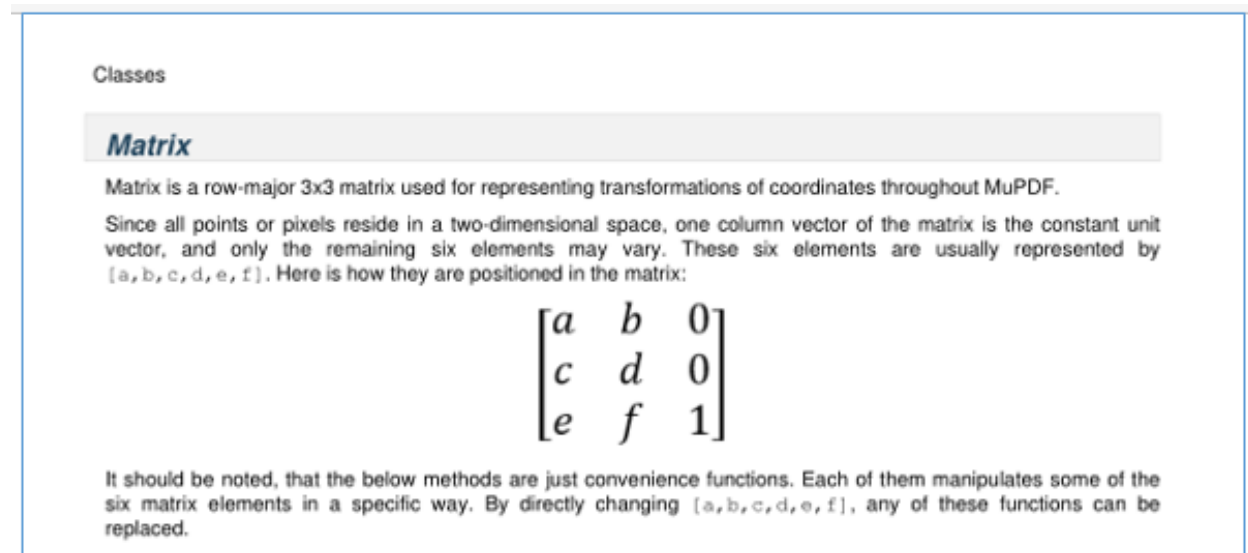 Classes
Matrix
Matrix is a row-major 3x3 matrix used for representing transformations of coordinates throughout MuPDF.
Since all points or pixels reside in a two-dimensional space, one column vector of the matrix is the constant unit
vector, and only the remaining six elements may vary. These six elements are usually represented by
[a,b,c,d,e,f]. Here is how they are positioned in the matrix:
a b 0
c d 0
e f 1
It should be noted, that the below methods are just convenience functions. Each of them manipulates some of the
six matrix elements in a specific way. By directly changing [a,b,c,d,e,f], any of these functions can be
replaced.